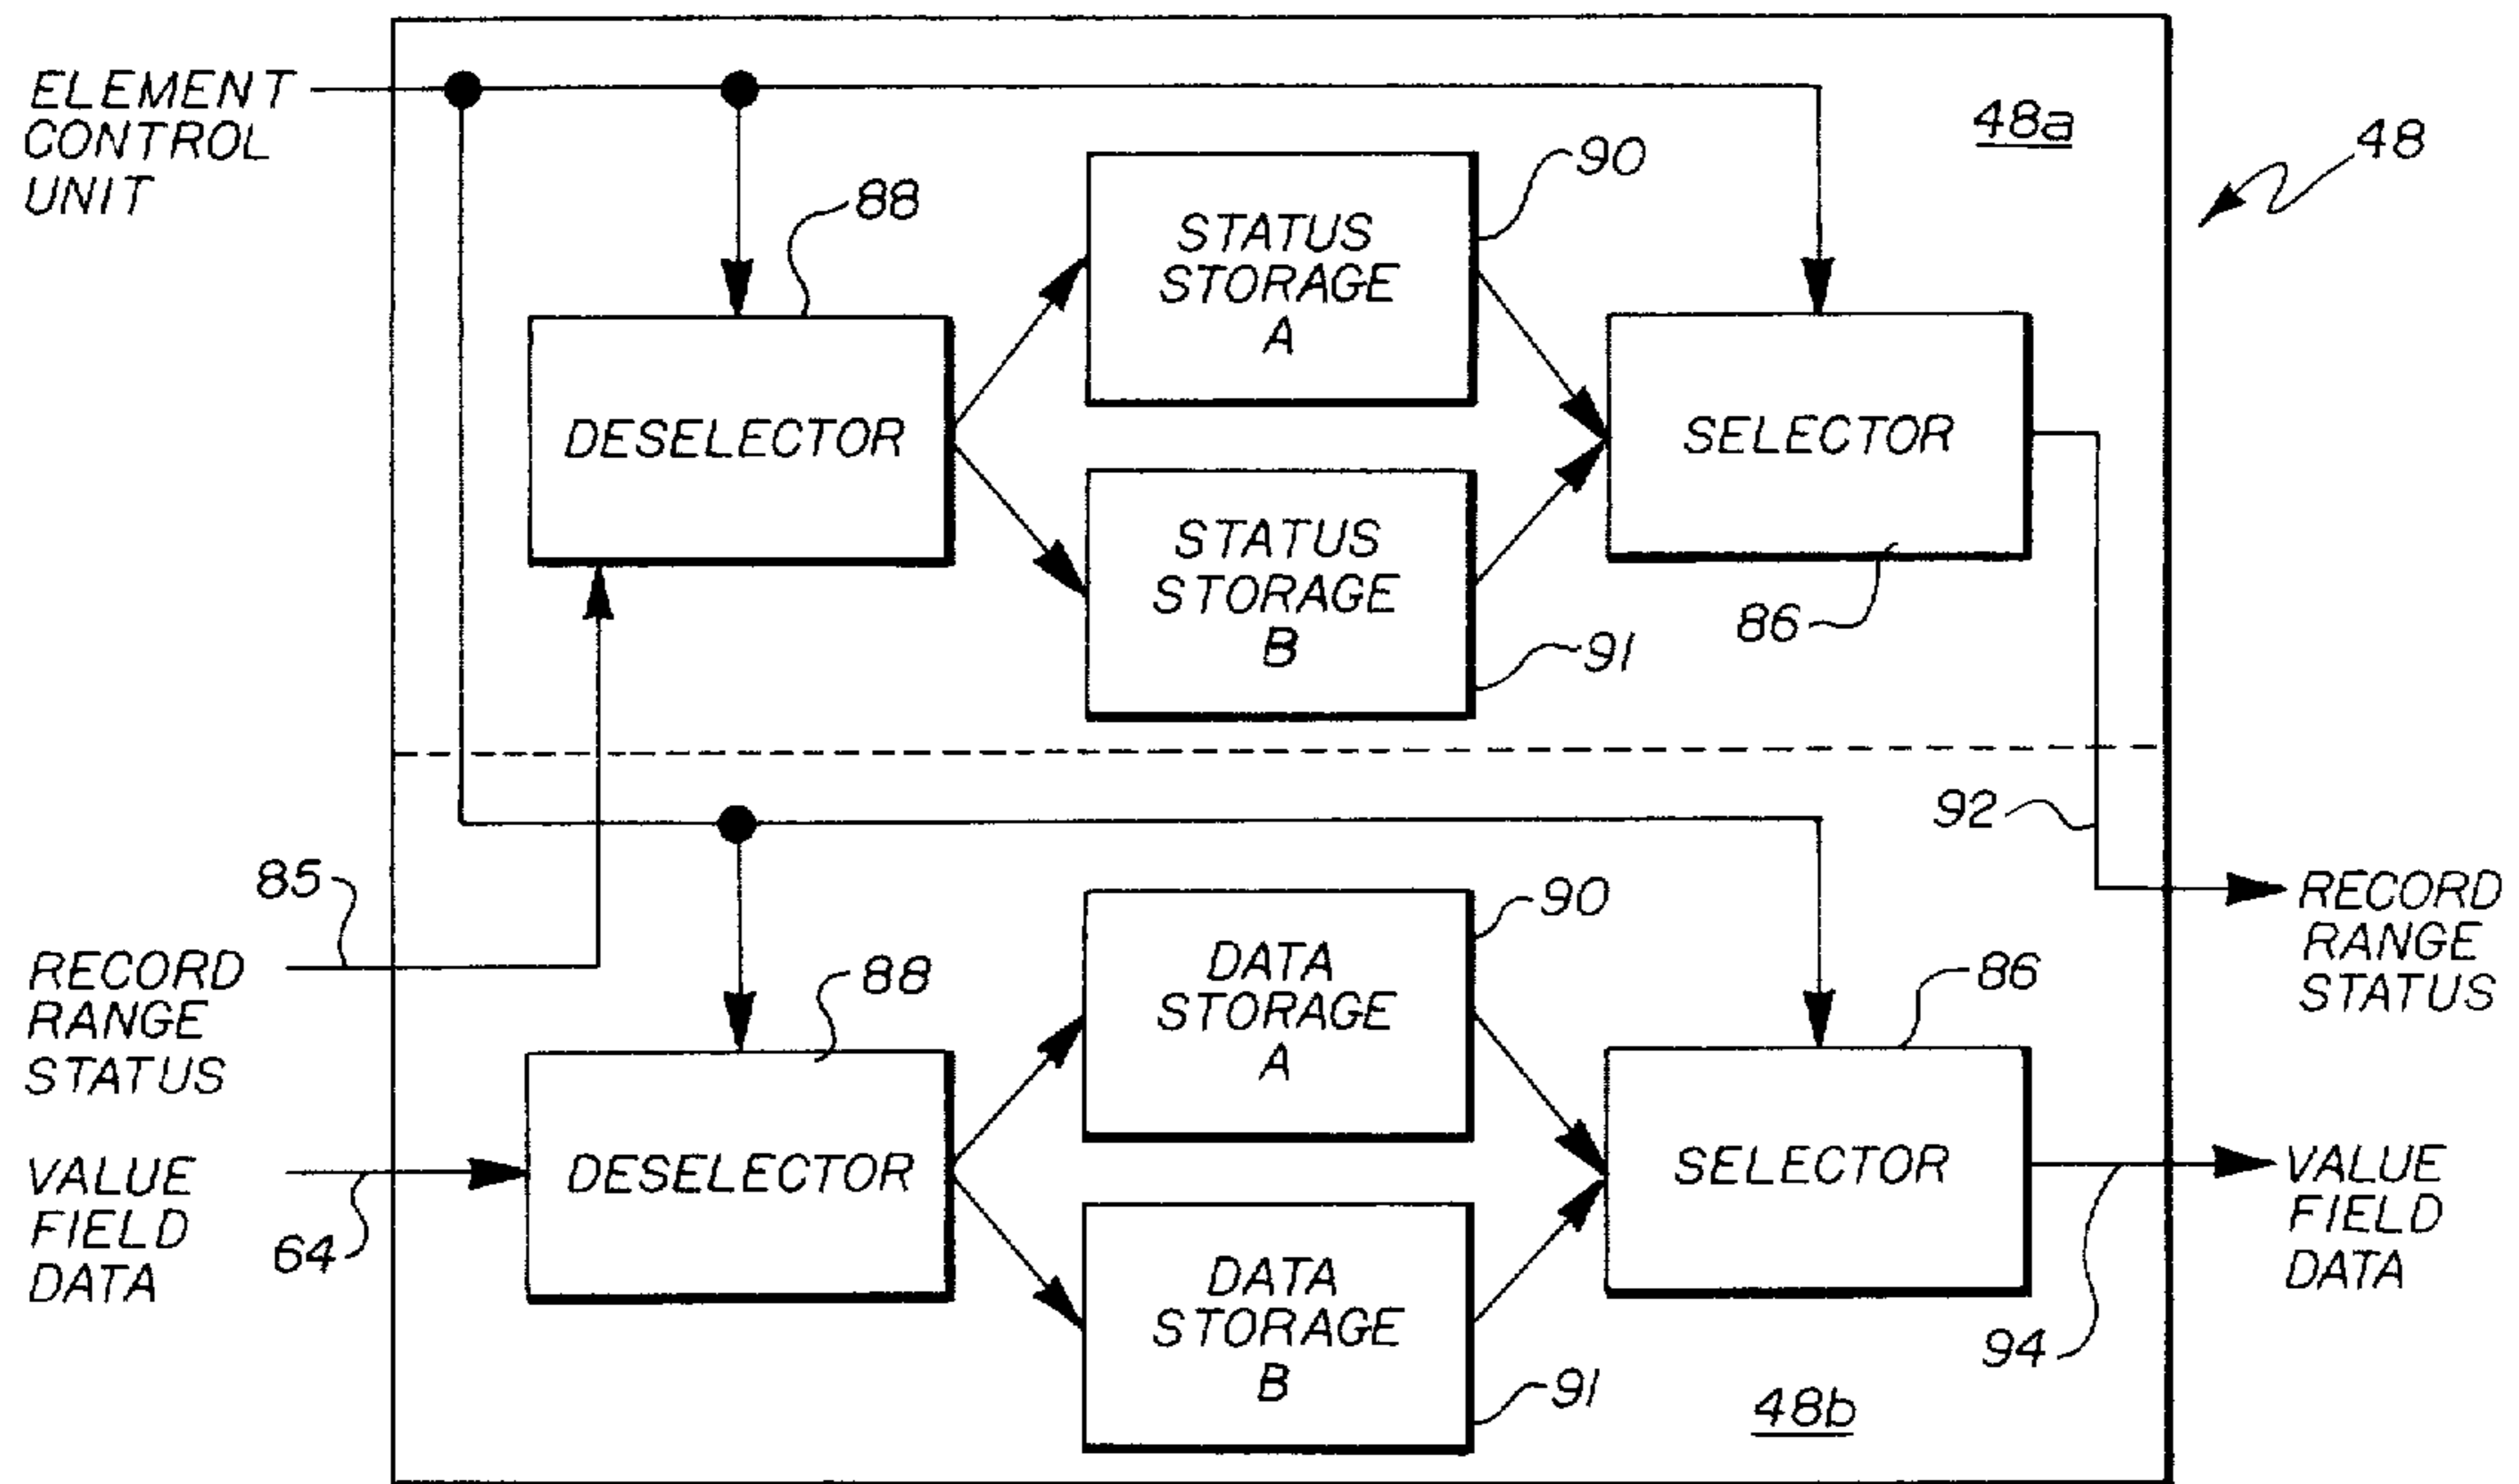 ELEMENT
CONTROL
UNIT
48a
48
88
90
STATUS
STORAGE
A
DESELECTOR
SELECTOR
STATUS
STORAGE
B
86
91
92
85
RECORD
RANGE
STATUS
RECORD
RANGE
STATUS
88
90
DATA
STORAGE
A
86
VALUE
FIELD
DATA
64
DESELECTOR
SELECTOR
VALUE
FIELD
DATA
DATA
STORAGE
B
94
91
48b